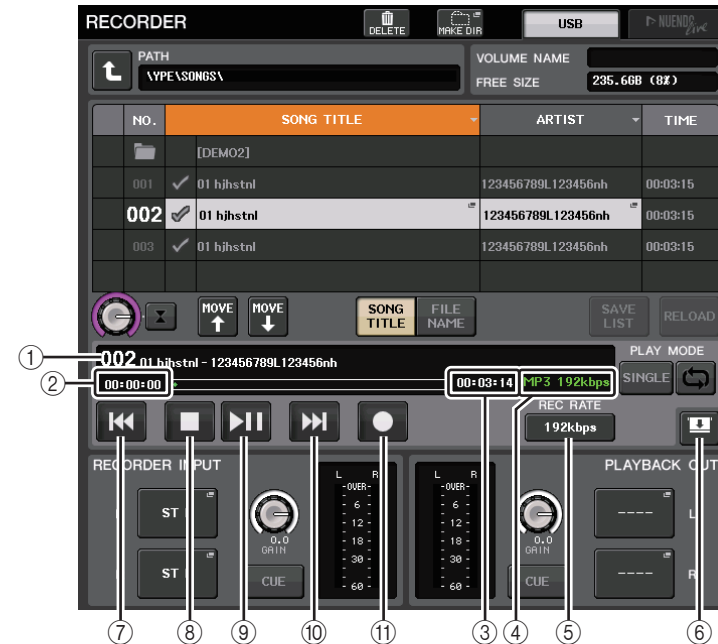 RECORDER
DELETE
MAKE DIR
USB
NUENDO Live
PATH
\YPE\SONGS\
VOLUME NAME
FREE SIZE
235.6GB (8%)
NO.
SONG TITLE
ARTIST
TIME
[DEMO2]
001 01 hjhstnl 123456789L123456nh 00:03:15
002 01 hjhstnl 123456789L123456nh 00:03:15
003 01 hjhstnl 123456789L123456nh 00:03:15
MOVE
MOVE
SONG TITLE
FILE NAME
SAVE LIST
RELOAD
① 002 01 hjhstnl - 123456789L123456nh
PLAY MODE
② 00:00:00
00:03:14
MP3 192kbps
SINGLE
REC RATE
192kbps
RECORDER INPUT
PLAYBACK OUT
L R
-OVER-
- 6 -
- 12 -
- 18 -
- 30 -
- 60 -
ST
0.0
GAIN
ST
CUE
L R
-OVER-
- 6 -
- 12 -
- 18 -
- 30 -
- 60 -
0.0
GAIN
CUE
----
L
----
R
⑦ ⑧ ⑨ ⑩ ⑪ ③ ④ ⑤ ⑥